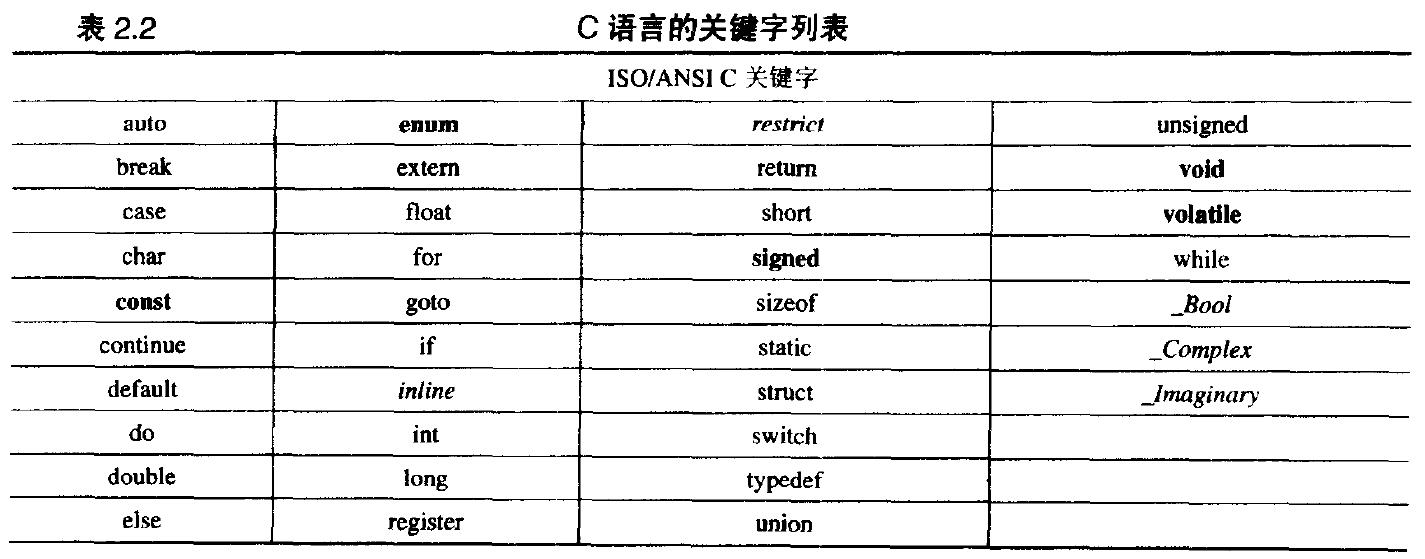 表 2.2 C 语言的关键字列表
ISO/ANSI C 关键字
auto enum restrict unsigned
break extern return void
case float short volatile
char for signed while
const goto sizeof _Bool
continue if static _Complex
default inline struct _Imaginary
do int switch
double long typedef
else register union